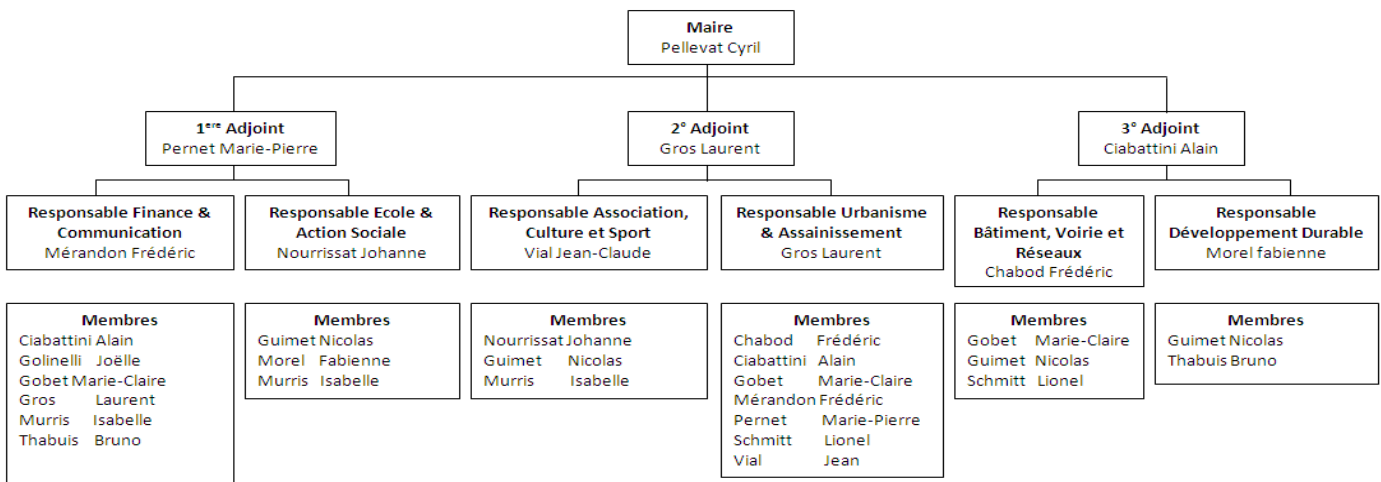 Maire
Pellevat Cyril
1ere Adjoint
Pernet Marie-Pierre
2° Adjoint
Gros Laurent
3° Adjoint
Ciabattini Alain
Responsable Finance &
Communication
Mérandon Frédéric
Responsable Ecole &
Action Sociale
Nourrissat Johanne
Responsable Association,
Culture et Sport
Vial Jean-Claude
Responsable Urbanisme
& Assainissement
Gros Laurent
Responsable
Bâtiment, Voirie et
Réseaux
Chabod Frédéric
Responsable
Développement Durable
Morel fabienne
Membres
Ciabattini Alain
Golinelli Joëlle
Gobet Marie-Claire
Gros Laurent
Murris Isabelle
Thabuis Bruno
Membres
Guimet Nicolas
Morel Fabienne
Murris Isabelle
Membres
Nourrissat Johanne
Guimet Nicolas
Murris Isabelle
Membres
Chabod Frédéric
Ciabattini Alain
Gobet Marie-Claire
Mérandon Frédéric
Pernet Marie-Pierre
Schmitt Lionel
Vial Jean
Membres
Gobet Marie-Claire
Guimet Nicolas
Schmitt Lionel
Membres
Guimet Nicolas
Thabuis Bruno